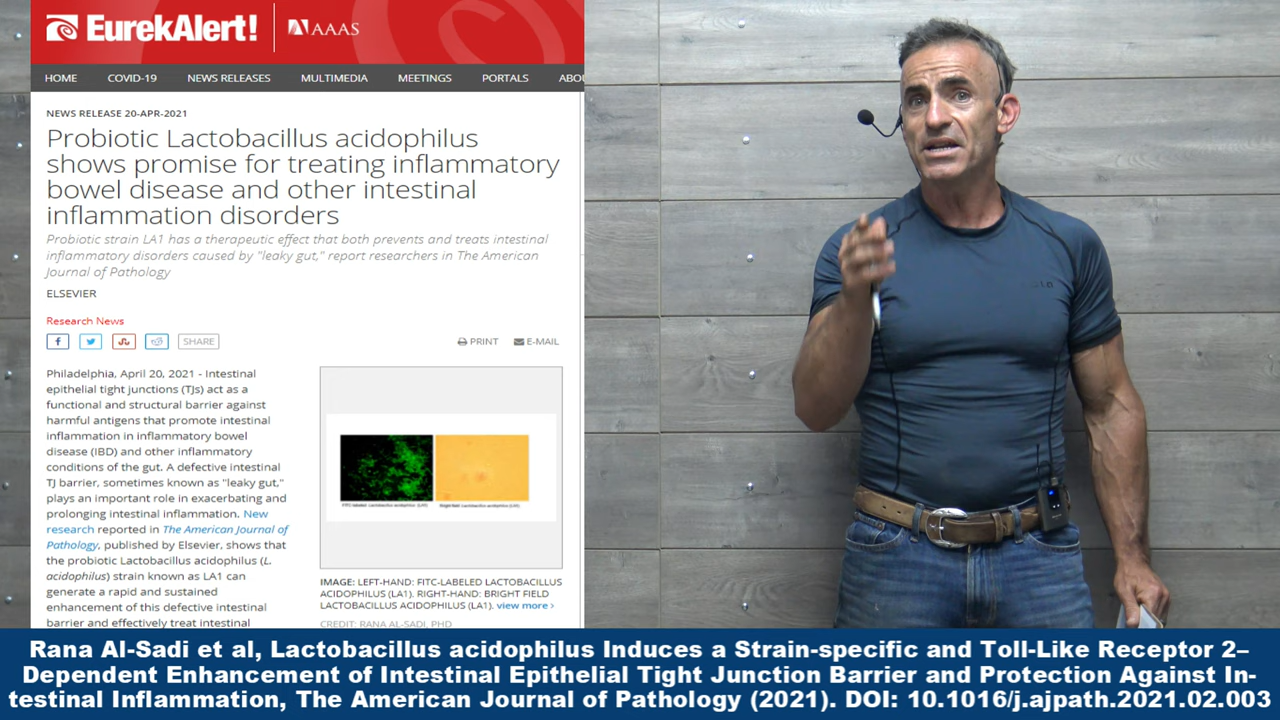 EurekAlert! AAAS
HOME COVID-19 NEWS RELEASES MULTIMEDIA MEETINGS PORTALS ABOU
NEWS RELEASE 20-APR-2021
Probiotic Lactobacillus acidophilus
shows promise for treating inflammatory
bowel disease and other intestinal
inflammation disorders
Probiotic strain LA1 has a therapeutic effect that both prevents and treats intestinal
inflammatory disorders caused by "leaky gut," report researchers in The American
Journal of Pathology
ELSEVIER
Research News
SHARE
PRINT E-MAIL
Philadelphia, April 20, 2021 - Intestinal
epithelial tight junctions (TJs) act as a
functional and structural barrier against
harmful antigens that promote intestinal
inflammation in inflammatory bowel
disease (IBD) and other inflammatory
conditions of the gut. A defective intestinal
TJ barrier, sometimes known as "leaky gut,"
plays an important role in exacerbating and
prolonging intestinal inflammation. New
research reported in The American Journal of
Pathology, published by Elsevier, shows that
the probiotic Lactobacillus acidophilus (L.
acidophilus) strain known as LA1 can
generate a rapid and sustained
enhancement of this defective intestinal
barrier and effectively treat intestinal
FITC-labeled Lactobacillus acidophilus (LA1)
Bright field Lactobacillus acidophilus (LA1)
IMAGE: LEFT-HAND: FITC-LABELED LACTOBACILLUS
ACIDOPHILUS (LA1). RIGHT-HAND: BRIGHT FIELD
LACTOBACILLUS ACIDOPHILUS (LA1). view more >
CREDIT: RANA AL-SADI, PHD
Rana Al-Sadi et al, Lactobacillus acidophilus Induces a Strain-specific and Toll-Like Receptor 2–
Dependent Enhancement of Intestinal Epithelial Tight Junction Barrier and Protection Against In-
testinal Inflammation, The American Journal of Pathology (2021). DOI: 10.1016/j.ajpath.2021.02.003